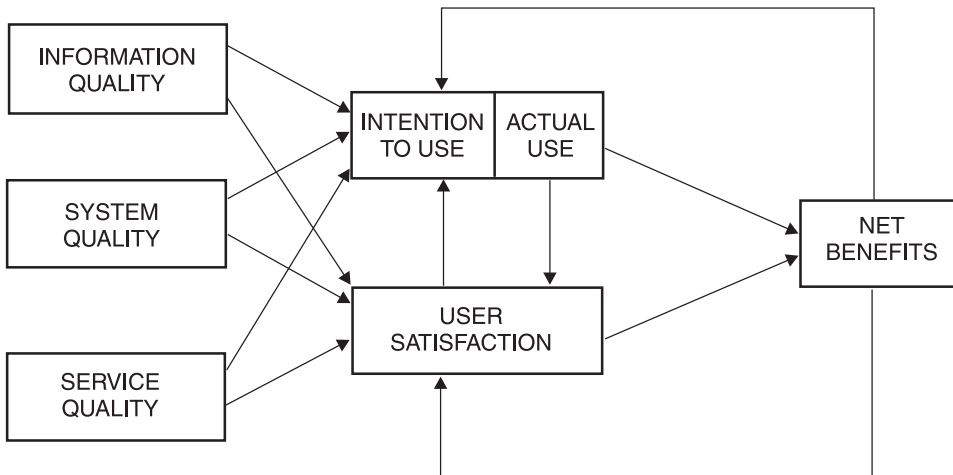 INFORMATION
QUALITY
SYSTEM
QUALITY
SERVICE
QUALITY
INTENTION
TO USE
ACTUAL
USE
USER
SATISFACTION
NET
BENEFITS